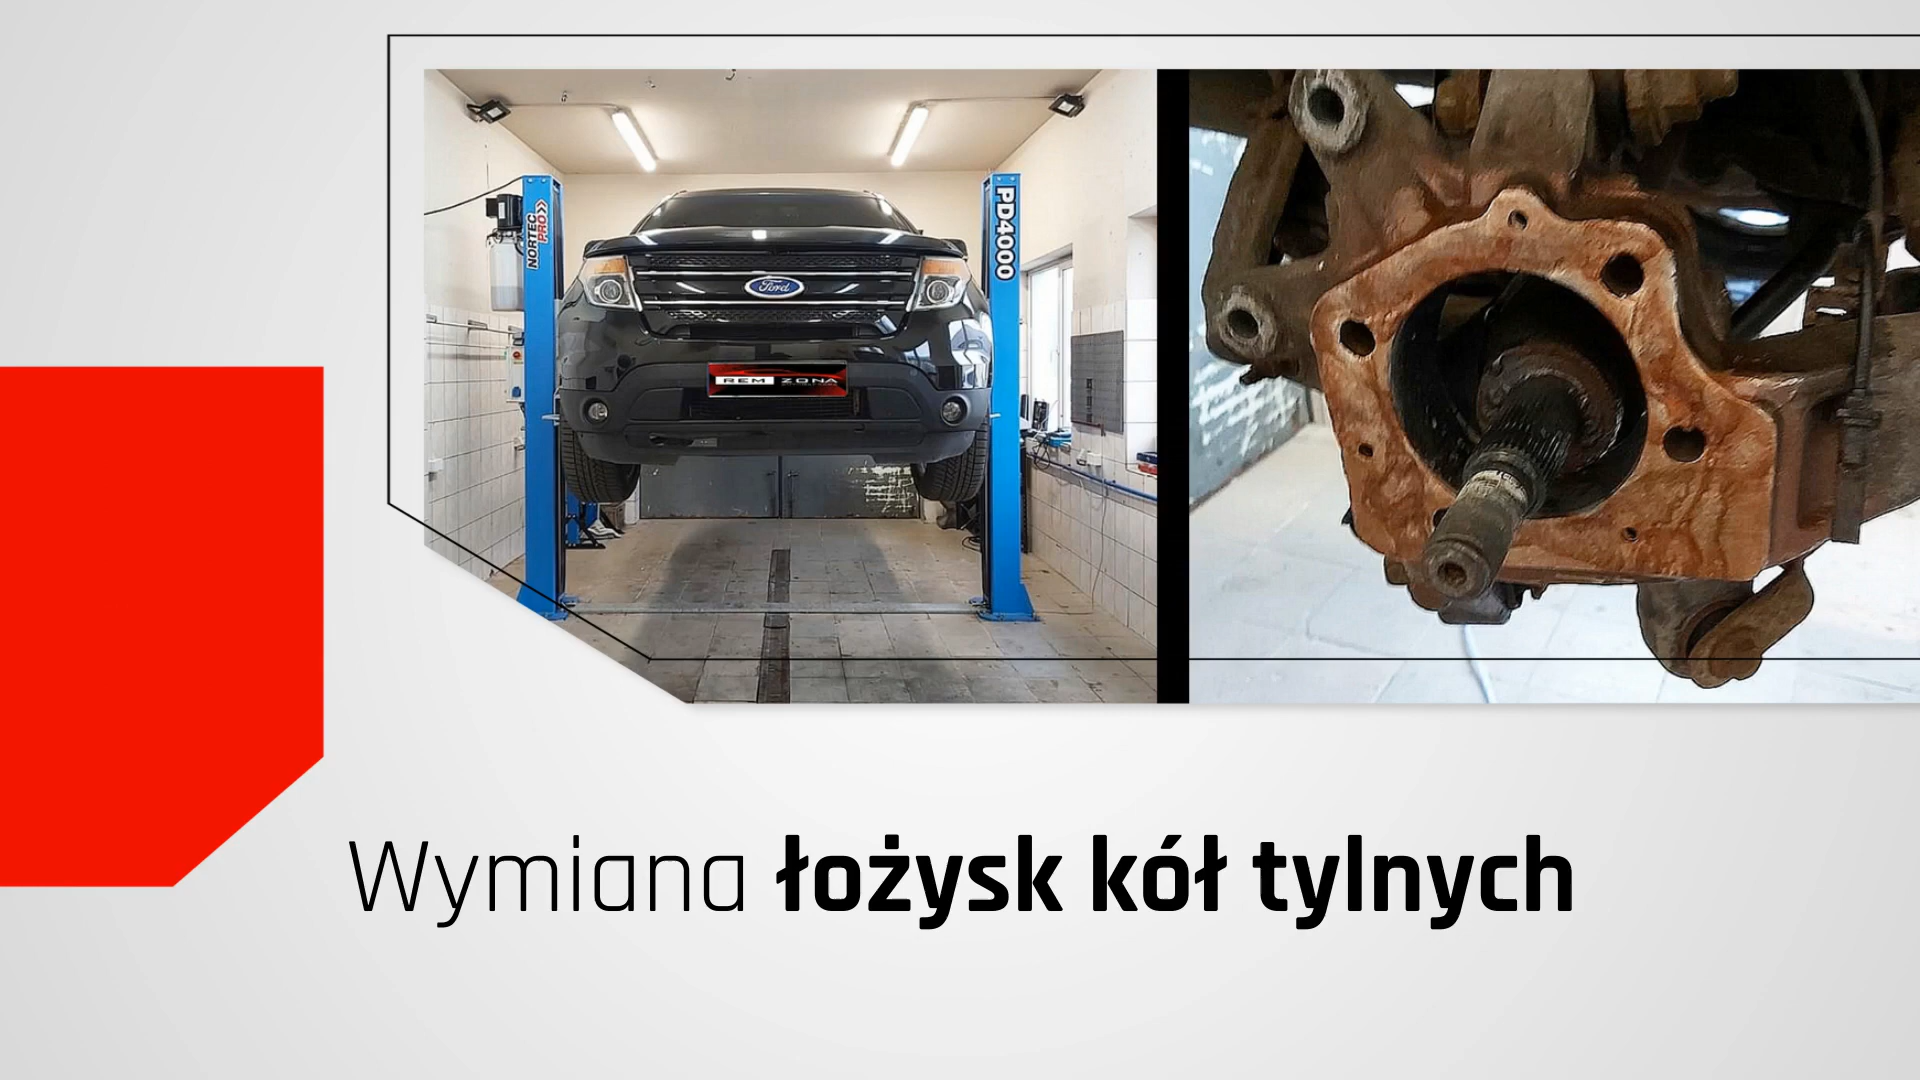 NORTEC
PRO
PD4000
Ford
REM ZONA
Wymiana łożysk kół tylnych